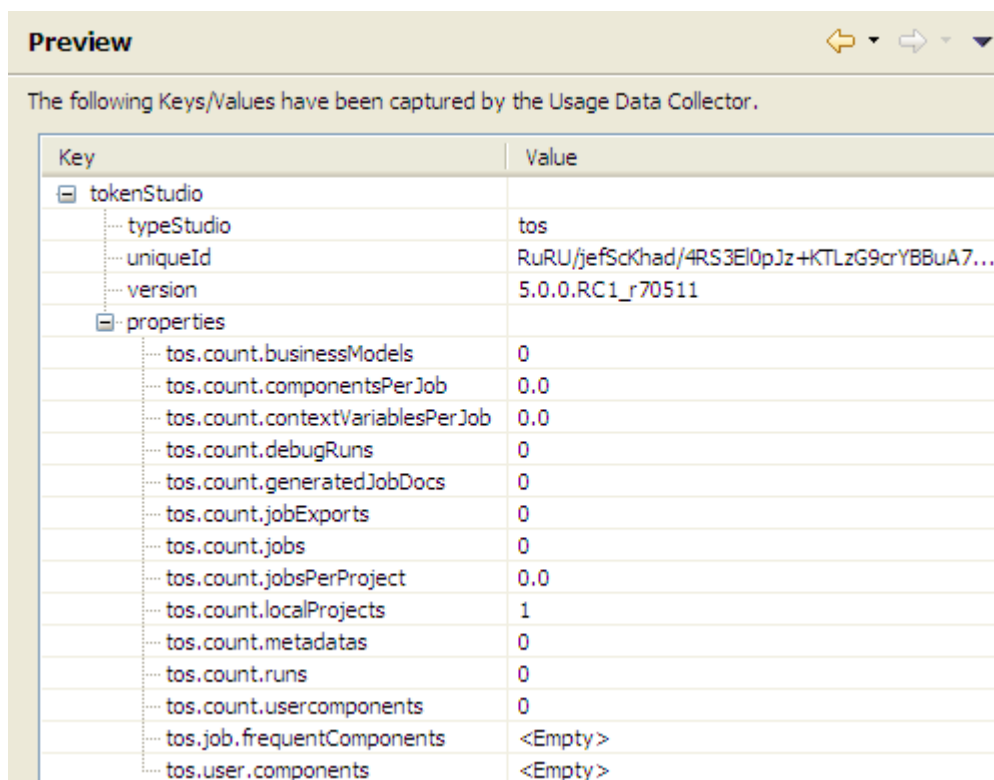 Preview
The following Keys/Values have been captured by the Usage Data Collector.
Key Value
tokenStudio
typeStudio tos
uniqueId RuRU/jefScKhad/4RS3El0pJz+KTLzG9crYBBuA7...
version 5.0.0.RC1_r70511
properties
tos.count.businessModels 0
tos.count.componentsPerJob 0.0
tos.count.contextVariablesPerJob 0.0
tos.count.debugRuns 0
tos.count.generatedJobDocs 0
tos.count.jobExports 0
tos.count.jobs 0
tos.count.jobsPerProject 0.0
tos.count.localProjects 1
tos.count.metadatas 0
tos.count.runs 0
tos.count.usercomponents 0
tos.job.frequentComponents <Empty>
tos.user.components <Empty>